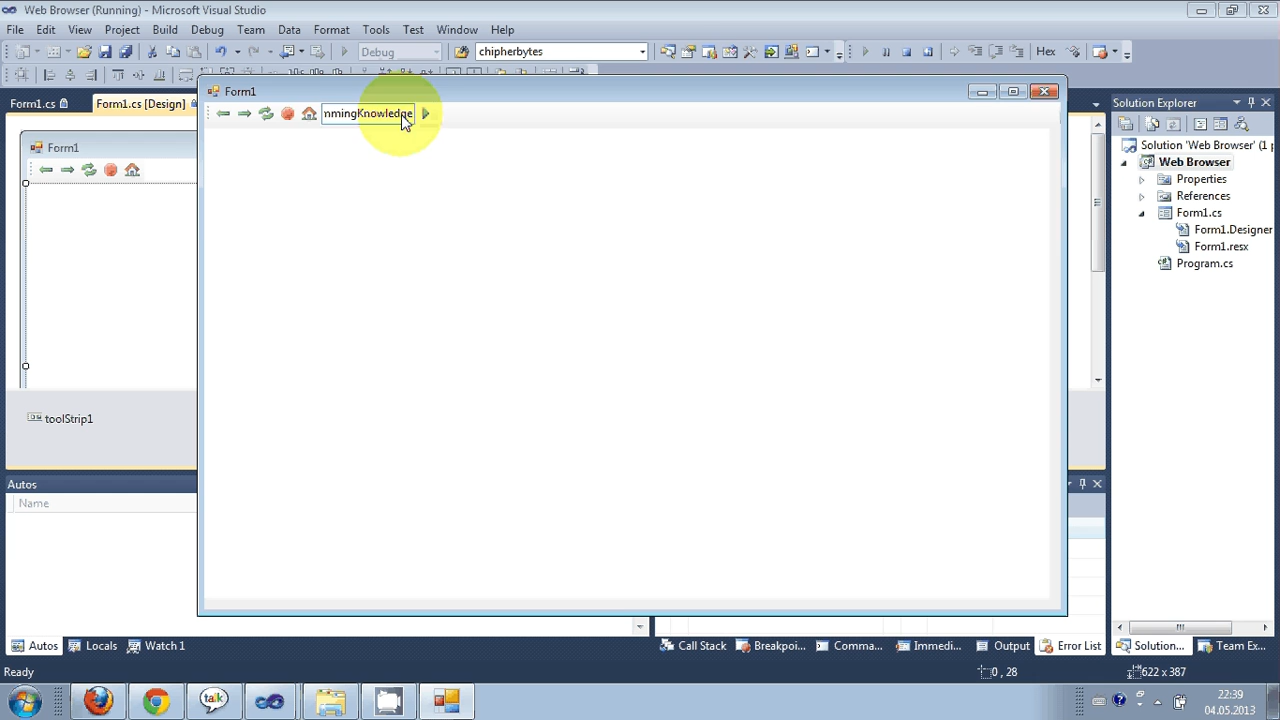 Web Browser (Running) - Microsoft Visual Studio
File Edit View Project Build Debug Team Data Format Tools Test Window Help
Debug chipherbytes Hex
Form1
Form1.cs Form1.cs [Design] Solution Explorer
nmingKnowledge
Form1
Solution 'Web Browser' (1 p
Web Browser
Properties
References
Form1.cs
Form1.Designer
Form1.resx
Program.cs
toolStrip1
Autos
Name
Autos Locals Watch 1 Call Stack Breakpoi... Comma... Immedi... Output Error List Solution... Team Ex...
Ready 0 , 28 622 x 387
talk
22:39
04.05.2013